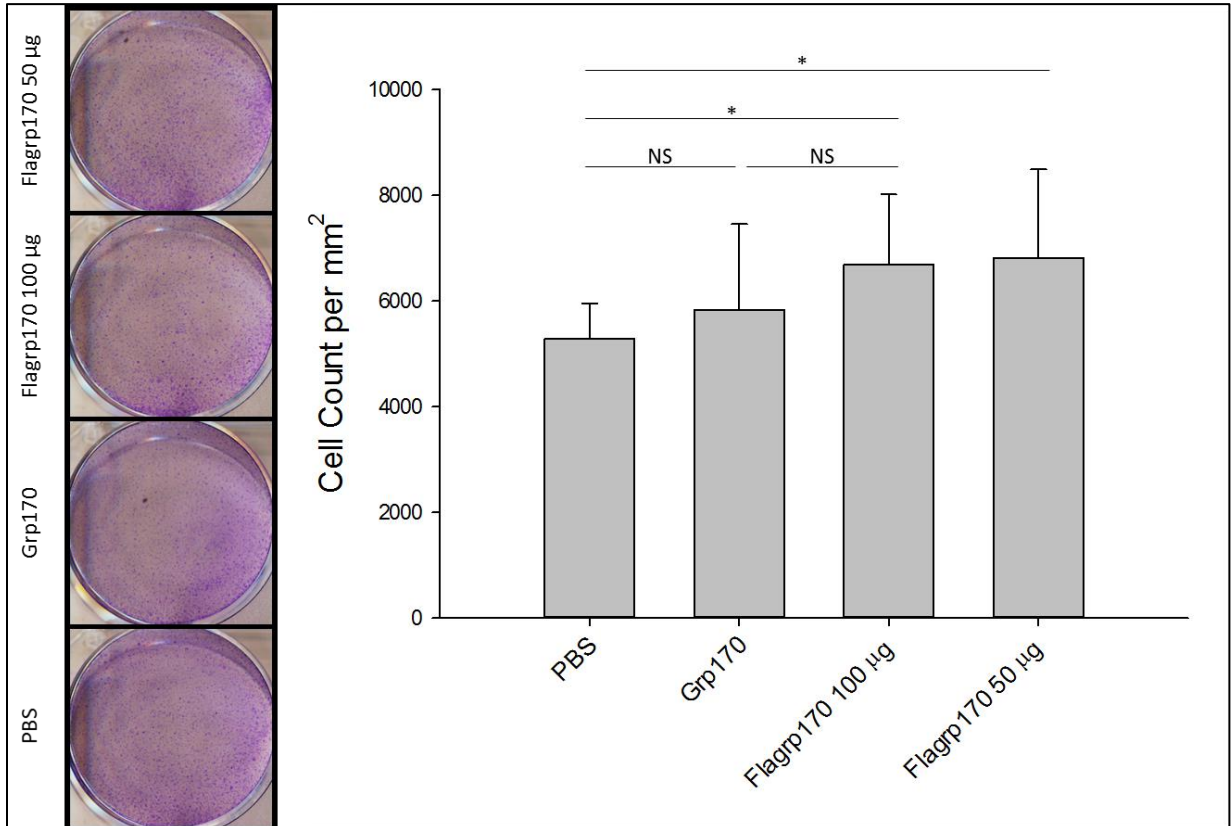 Flagrp170 50 µg
Flagrp170 100 µg
Grp170
PBS
*
*
NS NS
Cell Count per mm²
10000
8000
6000
4000
2000
0
PBS
Grp170
Flagrp170 100 µg
Flagrp170 50 µg